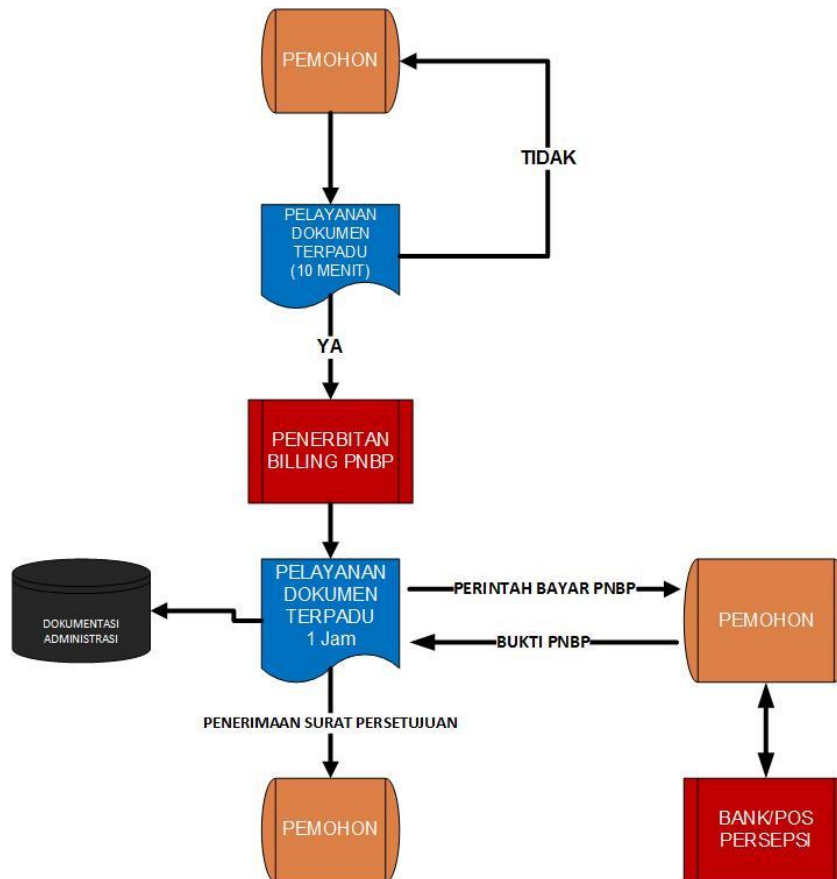 PEMOHON
TIDAK
PELAYANAN
DOKUMEN
TERPADU
(10 MENIT)
YA
PENERBITAN
BILLING PNBP
PELAYANAN
DOKUMEN
TERPADU
1 Jam
PERINTAH BAYAR PNBP
BUKTI PNBP
PEMOHON
DOKUMENTASI
ADMINISTRASI
PENERIMAAN SURAT PERSETUJUAN
PEMOHON
BANK/POS
PERSEPSI